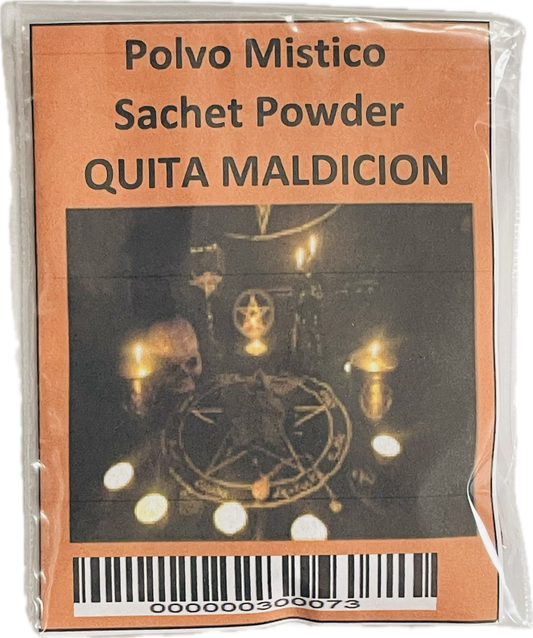 Polvo Mistico
Sachet Powder
QUITA MALDICION
000000300073